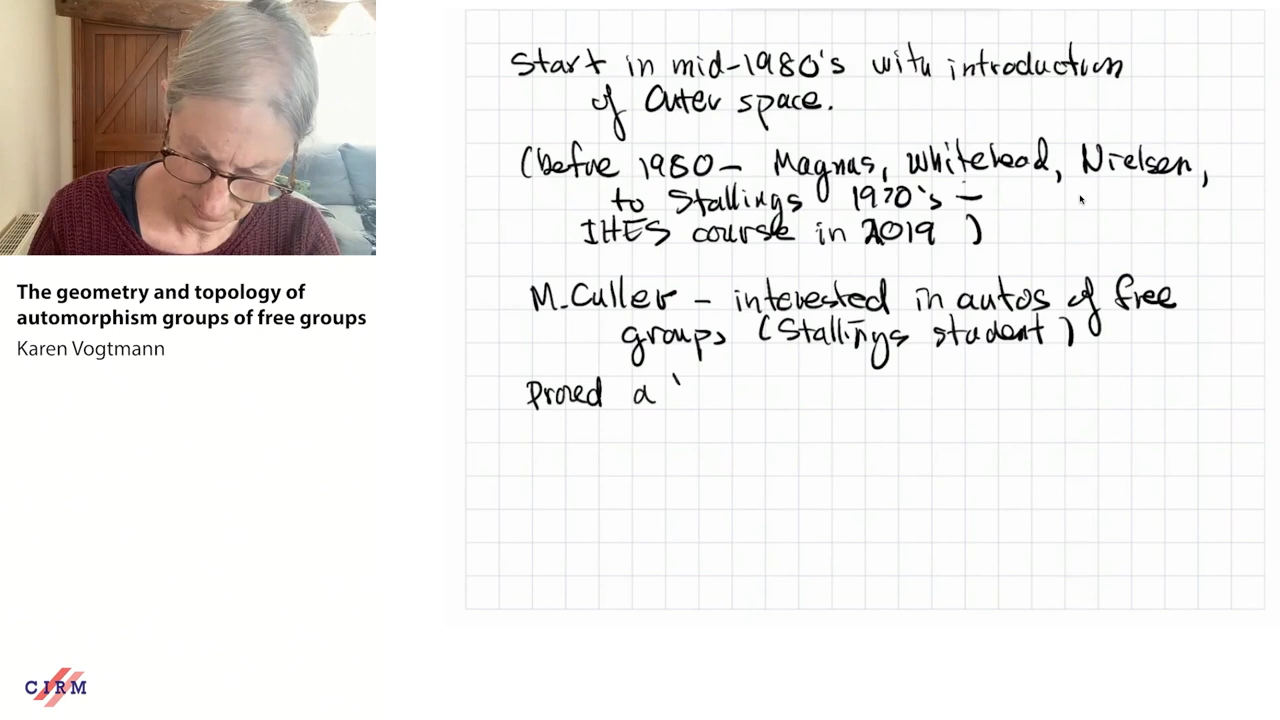 The geometry and topology of
automorphism groups of free groups
Karen Vogtmann
CIRM
Start in mid-1980's with introduction
of Outer space.
(before 1980 - Magnus, Whitehead, Nielsen,
to Stallings 1970's -
IHES course in 2019 )
M. Culler - interested in autos of free
groups (Stallings student)
Proved a '